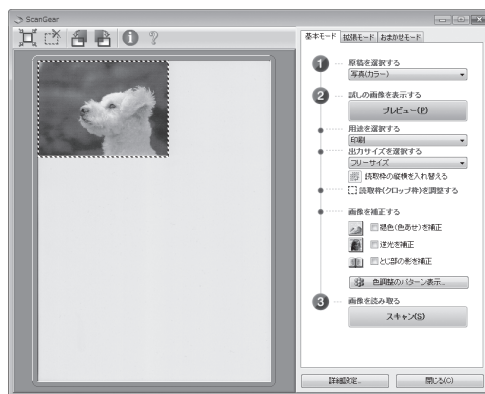 ScanGear
基本モード 拡張モード おまかせモード
1 原稿を選択する
写真(カラー)
2 試しの画像を表示する
プレビュー(P)
用途を選択する
印刷
出力サイズを選択する
フリーサイズ
読取枠の縦横を入れ替える
読取枠(クロップ枠)を調整する
画像を補正する
褪色(色あせ)を補正
逆光を補正
とじ部の影を補正
色調整のパターン表示...
3 画像を読み取る
スキャン(S)
詳細設定... 閉じる(C)